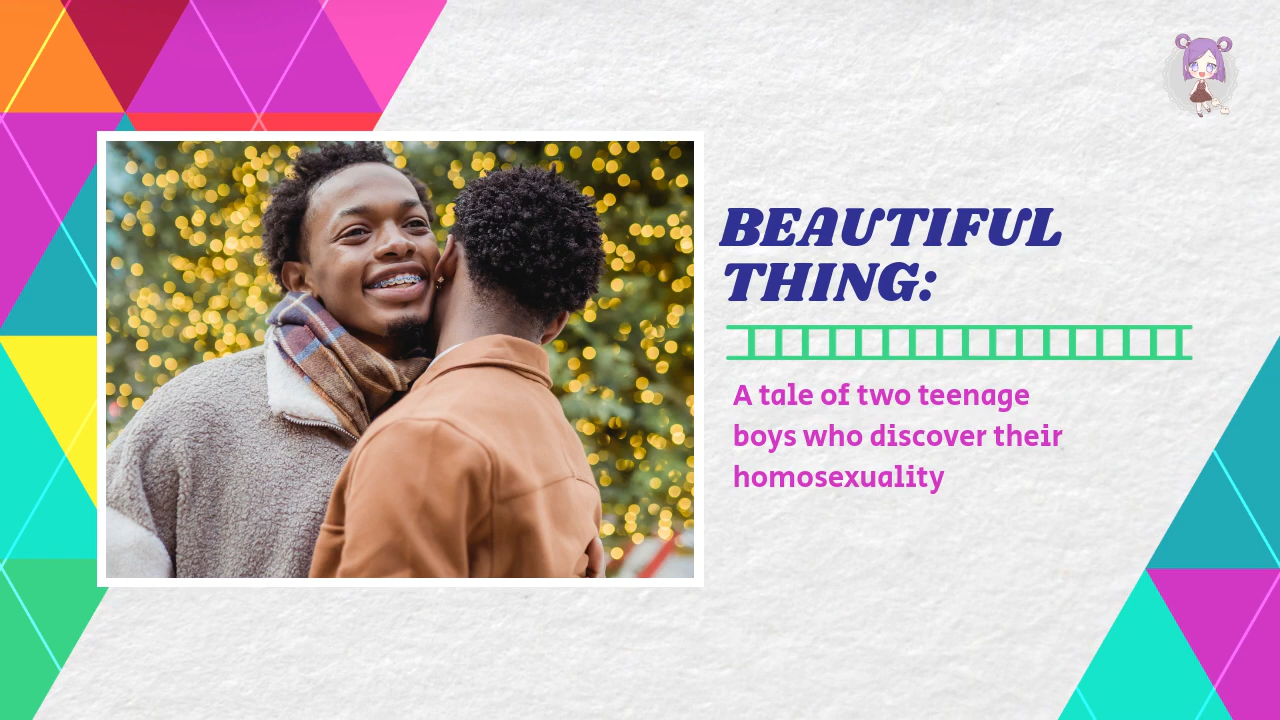 BEAUTIFUL
THING:
A tale of two teenage
boys who discover their
homosexuality